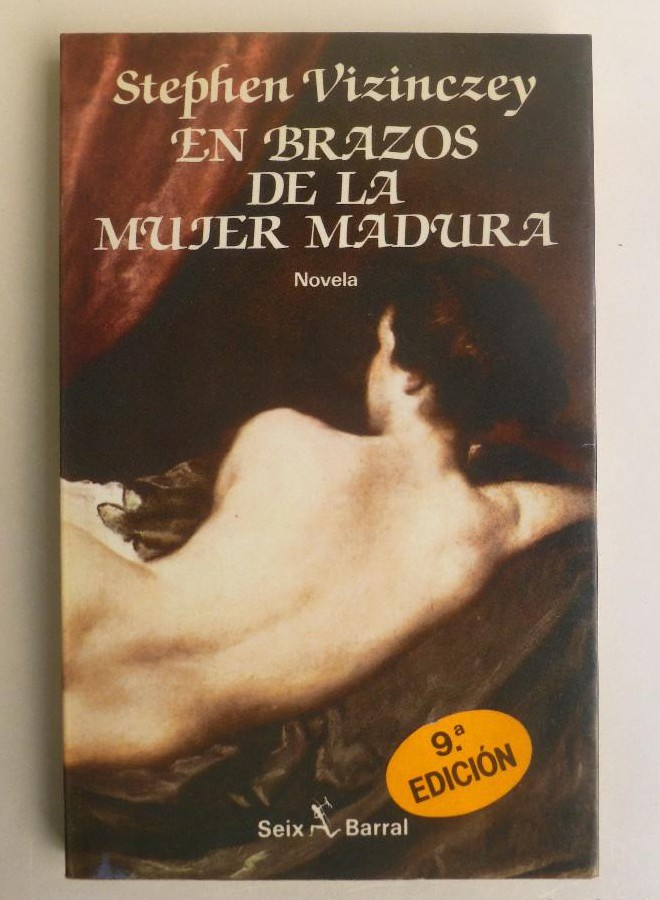 Stephen Vizinczey
EN BRAZOS
DE LA
MUJER MADURA
Novela
9.ª
EDICIÓN
Seix Barral